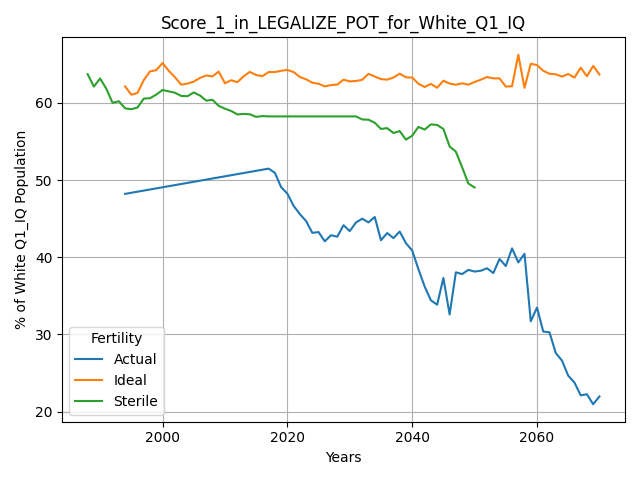 Score_1_in_LEGALIZE_POT_for_White_Q1_IQ
% of White Q1_IQ Population
60
50
40
30
20
Fertility
Actual
Ideal
Sterile
2000
2020
2040
2060
Years